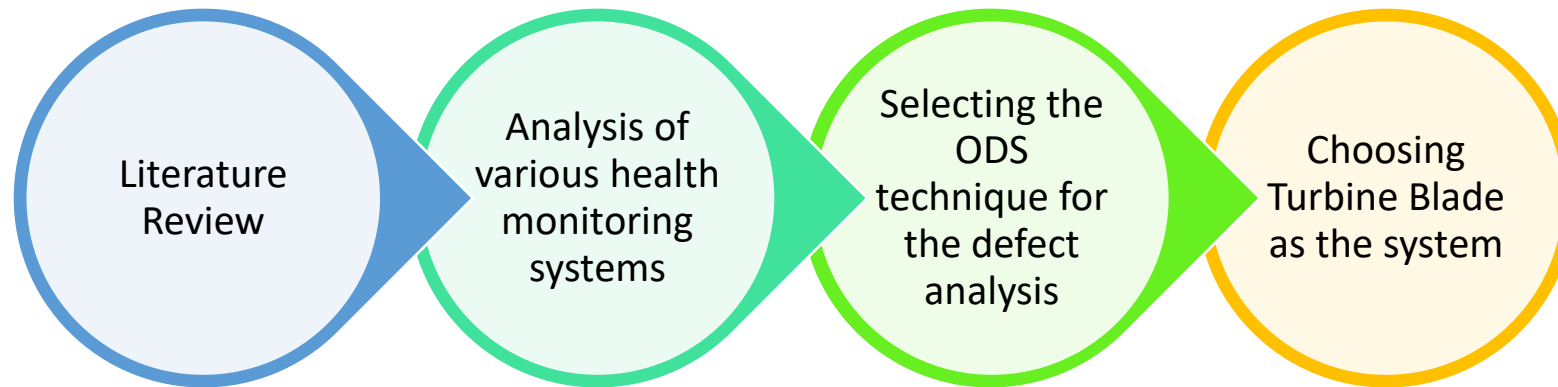 Literature
Review
Analysis of
various health
monitoring
systems
Selecting the
ODS
technique for
the defect
analysis
Choosing
Turbine Blade
as the system